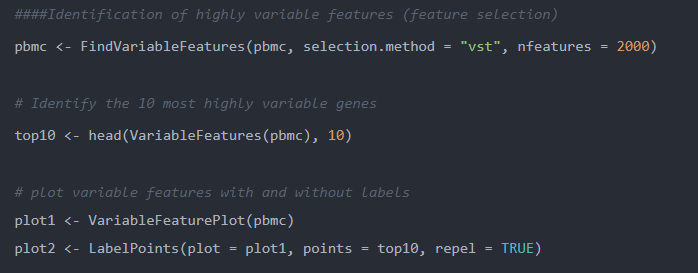 ####Identification of highly variable features (feature selection)
pbmc <- FindVariableFeatures(pbmc, selection.method = "vst", nfeatures = 2000)
# Identify the 10 most highly variable genes
top10 <- head(VariableFeatures(pbmc), 10)
# plot variable features with and without labels
plot1 <- VariableFeaturePlot(pbmc)
plot2 <- LabelPoints(plot = plot1, points = top10, repel = TRUE)